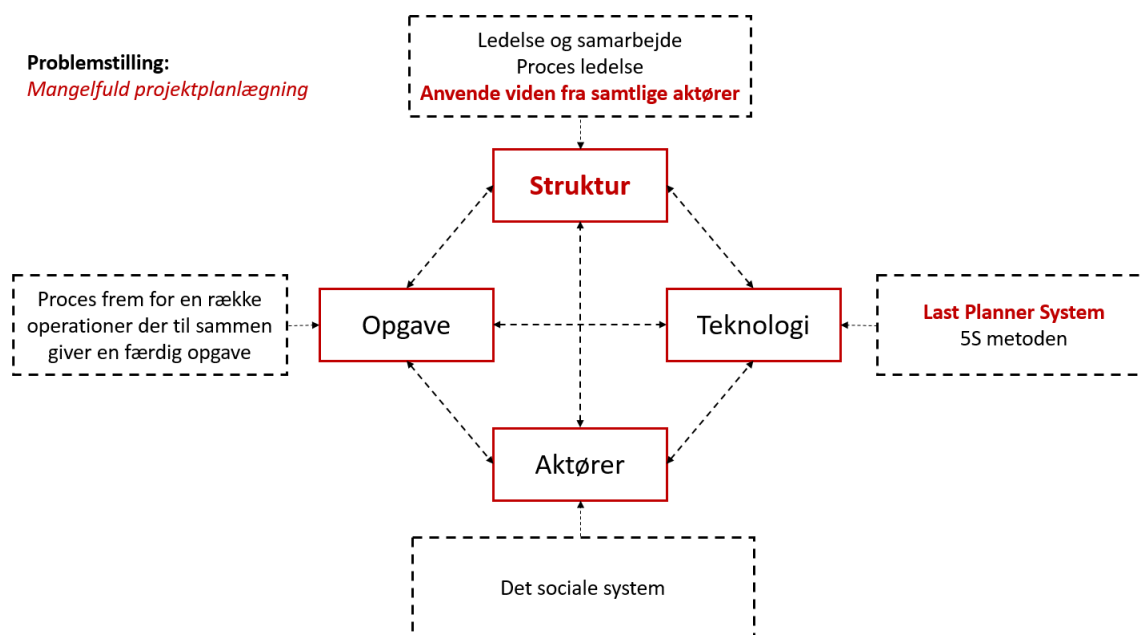 Problemstilling:
Mangelfuld projektplanlægning
Ledelse og samarbejde
Proces ledelse
Anvende viden fra samtlige aktører
Struktur
Proces frem for en række
operationer der til sammen
giver en færdig opgave
Opgave
Teknologi
Last Planner System
5S metoden
Aktører
Det sociale system